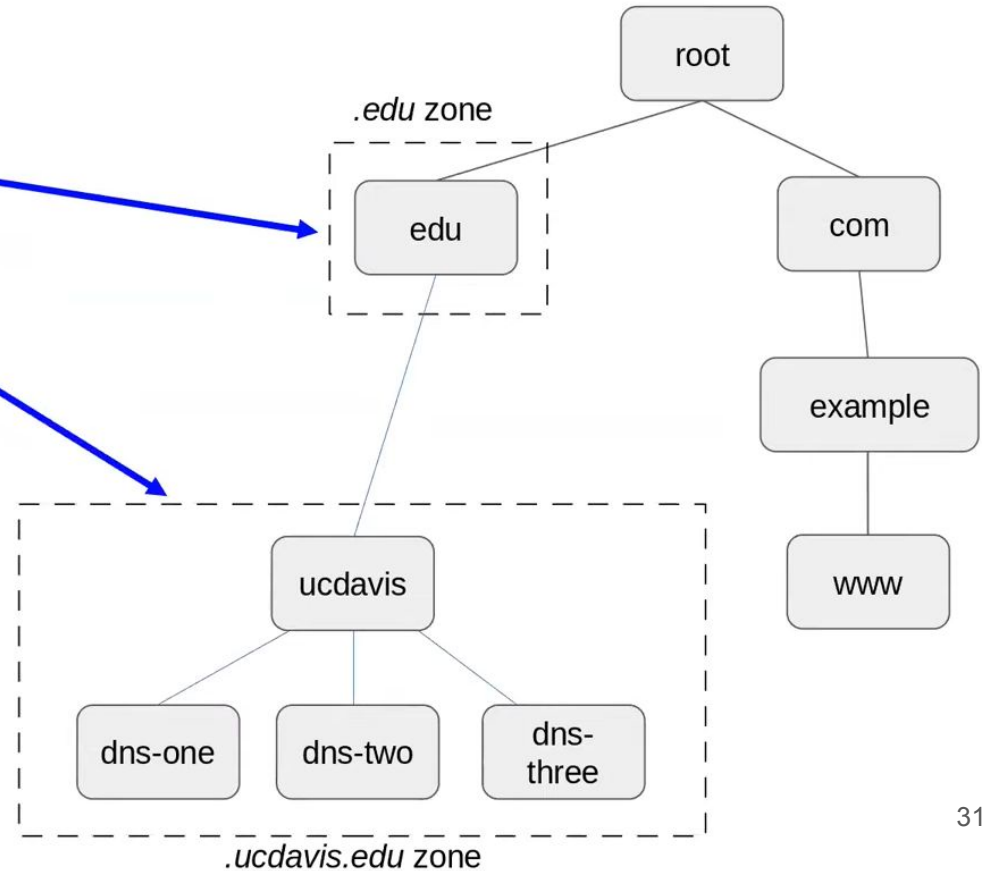 root
.edu zone
edu
com
example
ucdavis
www
dns-one
dns-two
dns-
three
31
.ucdavis.edu zone